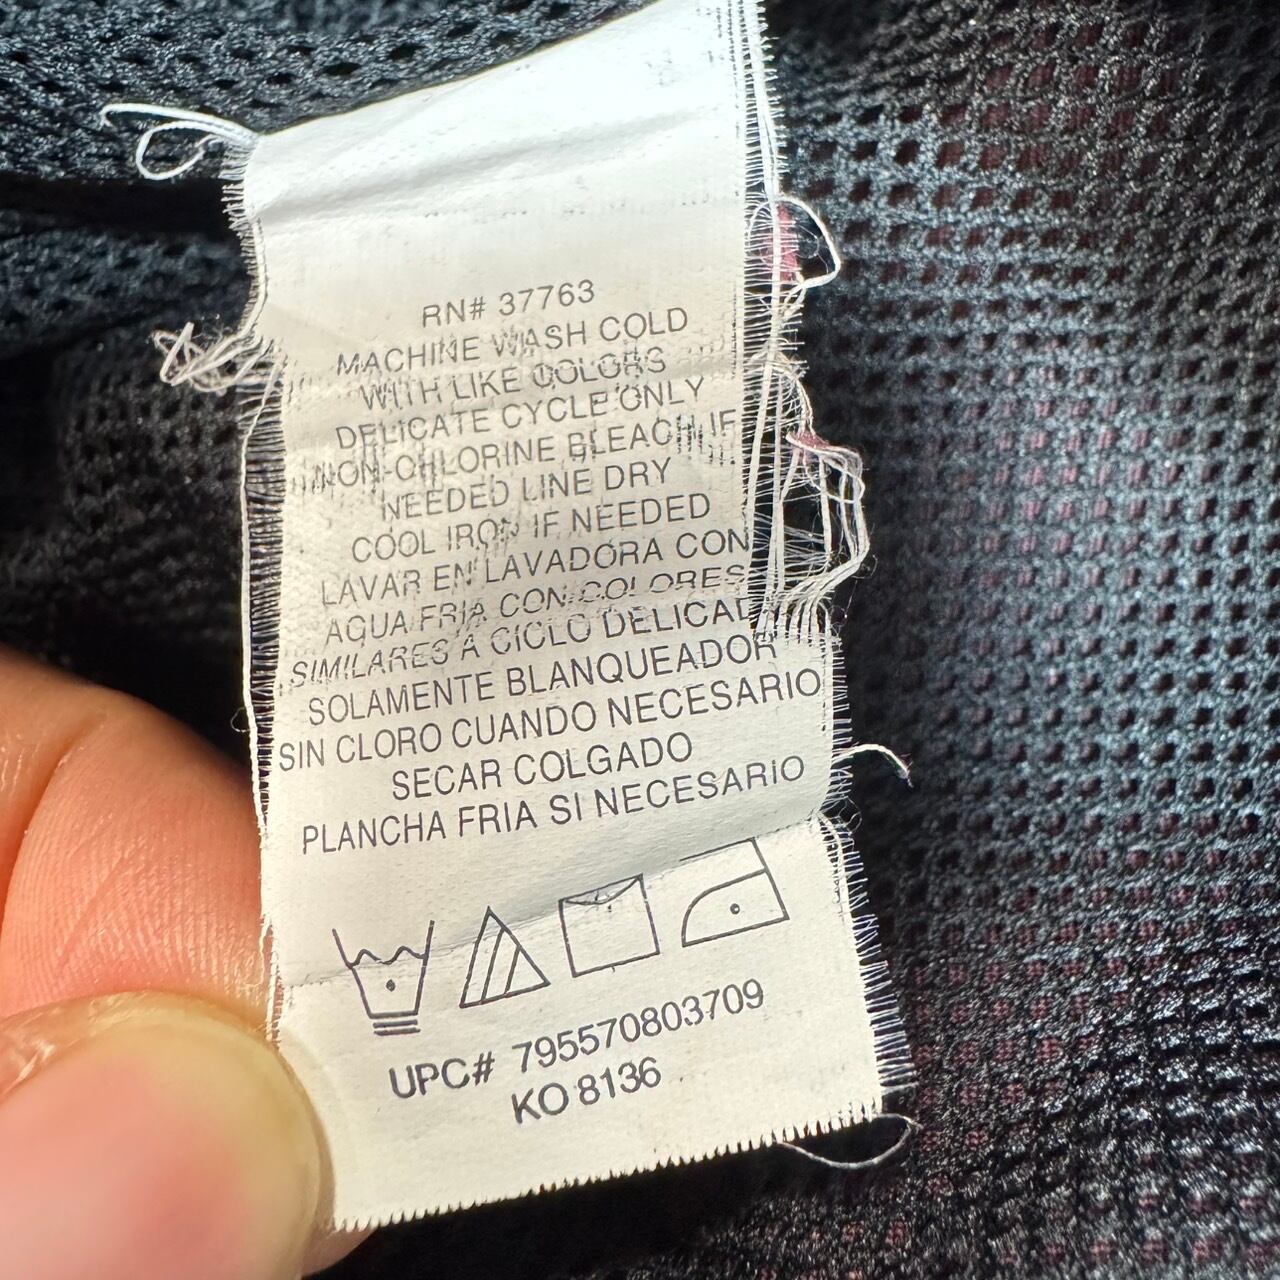 RN# 37763
MACHINE WASH COLD
WITH LIKE COLORS
DELICATE CYCLE ONLY
NON-CHLORINE BLEACH IF
NEEDED LINE DRY
COOL IRON IF NEEDED
LAVAR EN LAVADORA CON
AGUA FRIA CON COLORES
SIMILARES A CICLO DELICAD
SOLAMENTE BLANQUEADOR
SIN CLORO CUANDO NECESARIO
SECAR COLGADO
PLANCHA FRIA SI NECESARIO
UPC# 795570803709
KO 8136